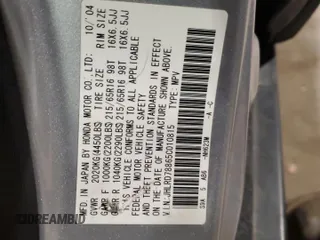 MFD. IN JAPAN BY HONDA MOTOR CO., LTD. 10/04
GVWR 2020KG(4450LBS) TIRE SIZE RIM SIZE
GAWR F 1000KG(2200LBS) 215/65R16 98T 16X6.5JJ
GAWR R 1040KG(2290LBS) 215/65R16 98T 16X6.5JJ
THIS VEHICLE CONFORMS TO ALL APPLICABLE
FEDERAL MOTOR VEHICLE SAFETY AND
THEFT PREVENTION STANDARDS IN EFFECT
ON THE DATE OF MANUFACTURE SHOWN ABOVE.
V.I.N. JHLRD78865C010815 TYPE: MPV